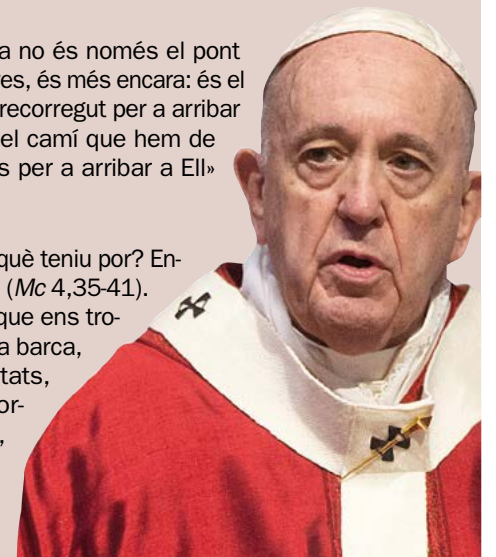 a no és només el pont
res, és més encara: és el
recorregut per a arribar
el camí que hem de
s per a arribar a Ell»
què teniu por? En-
(Mc 4,35-41).
que ens tro-
a barca,
tats,
or-
,